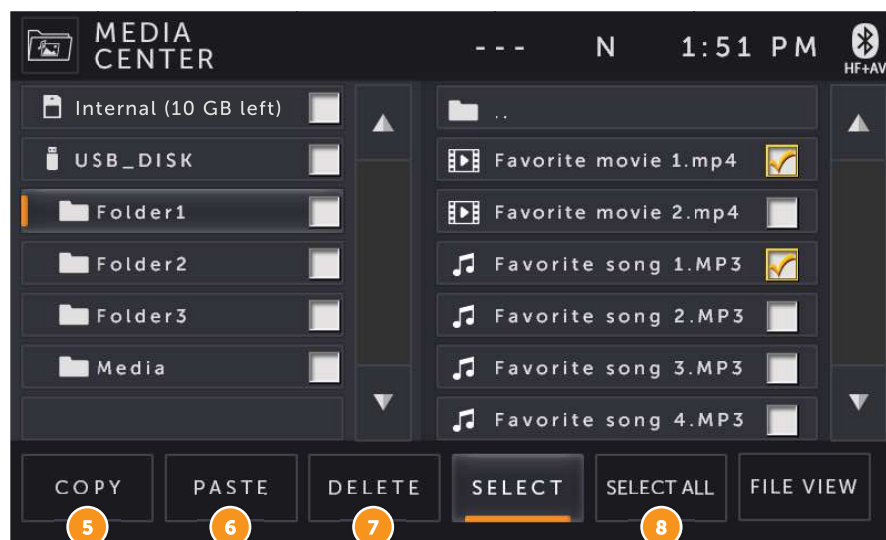 MEDIA
CENTER
--- N 1:51 PM
HF+AV
Internal (10 GB left)
USB_DISK
Folder1
Folder2
Folder3
Media
..
Favorite movie 1.mp4
Favorite movie 2.mp4
Favorite song 1.MP3
Favorite song 2.MP3
Favorite song 3.MP3
Favorite song 4.MP3
COPY PASTE DELETE SELECT SELECT ALL FILE VIEW
5 6 7 8